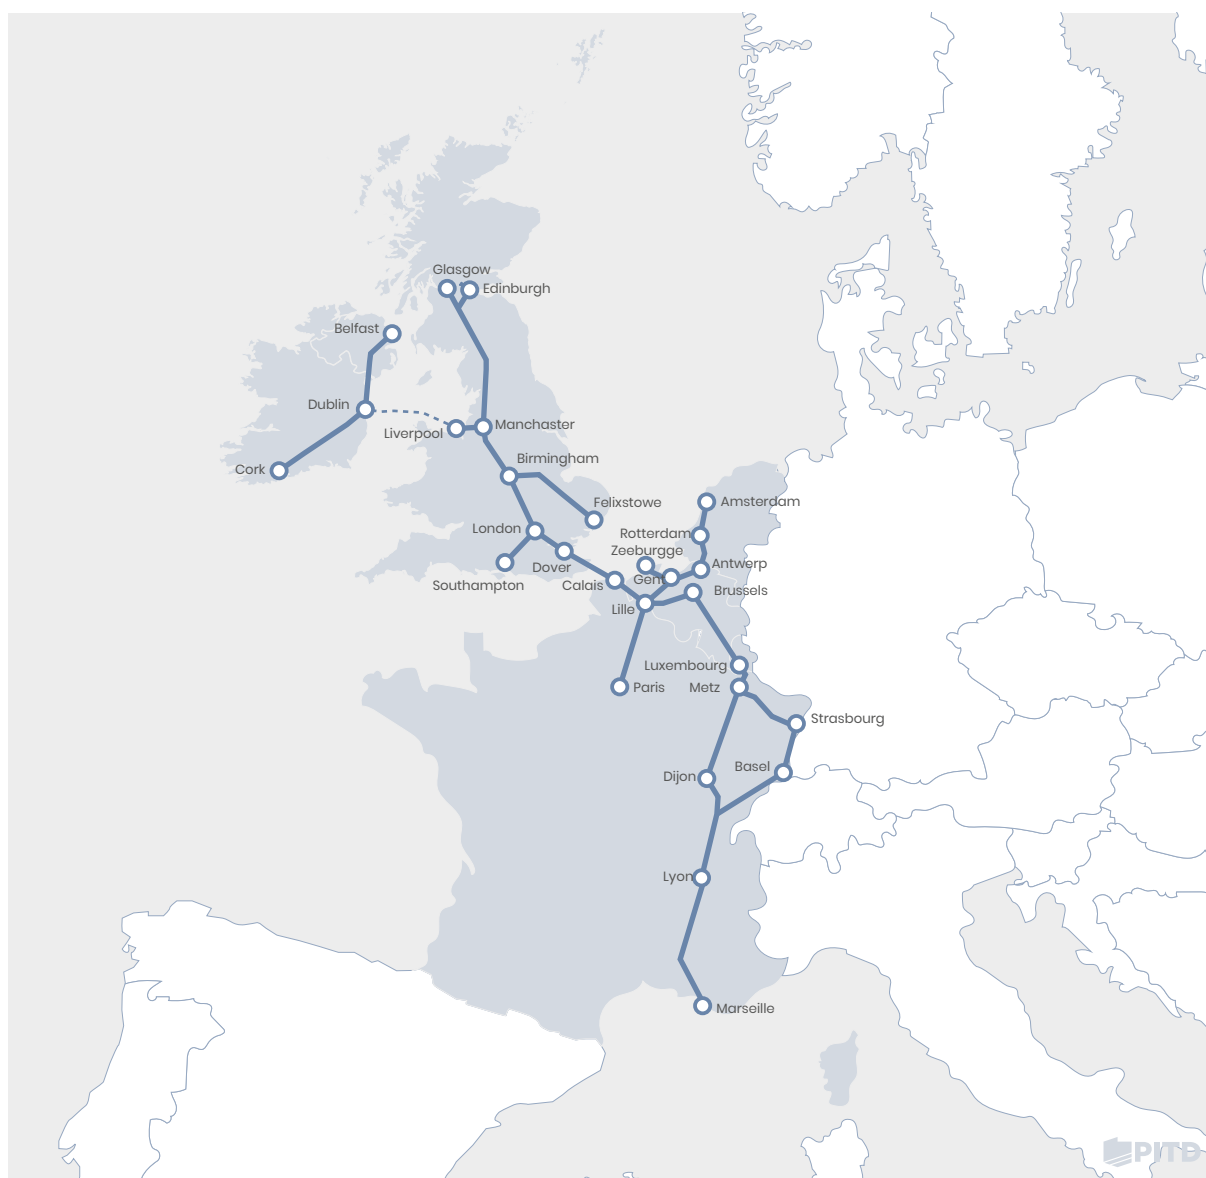 Glasgow
Edinburgh
Belfast
Dublin
Liverpool
Manchaster
Cork
Birmingham
Felixstowe
Amsterdam
London
Rotterdam
Zeeburgge
Dover
Antwerp
Southampton
Calais
Gent
Brussels
Lille
Luxembourg
Paris
Metz
Strasbourg
Dijon
Basel
Lyon
Marseille
PITD